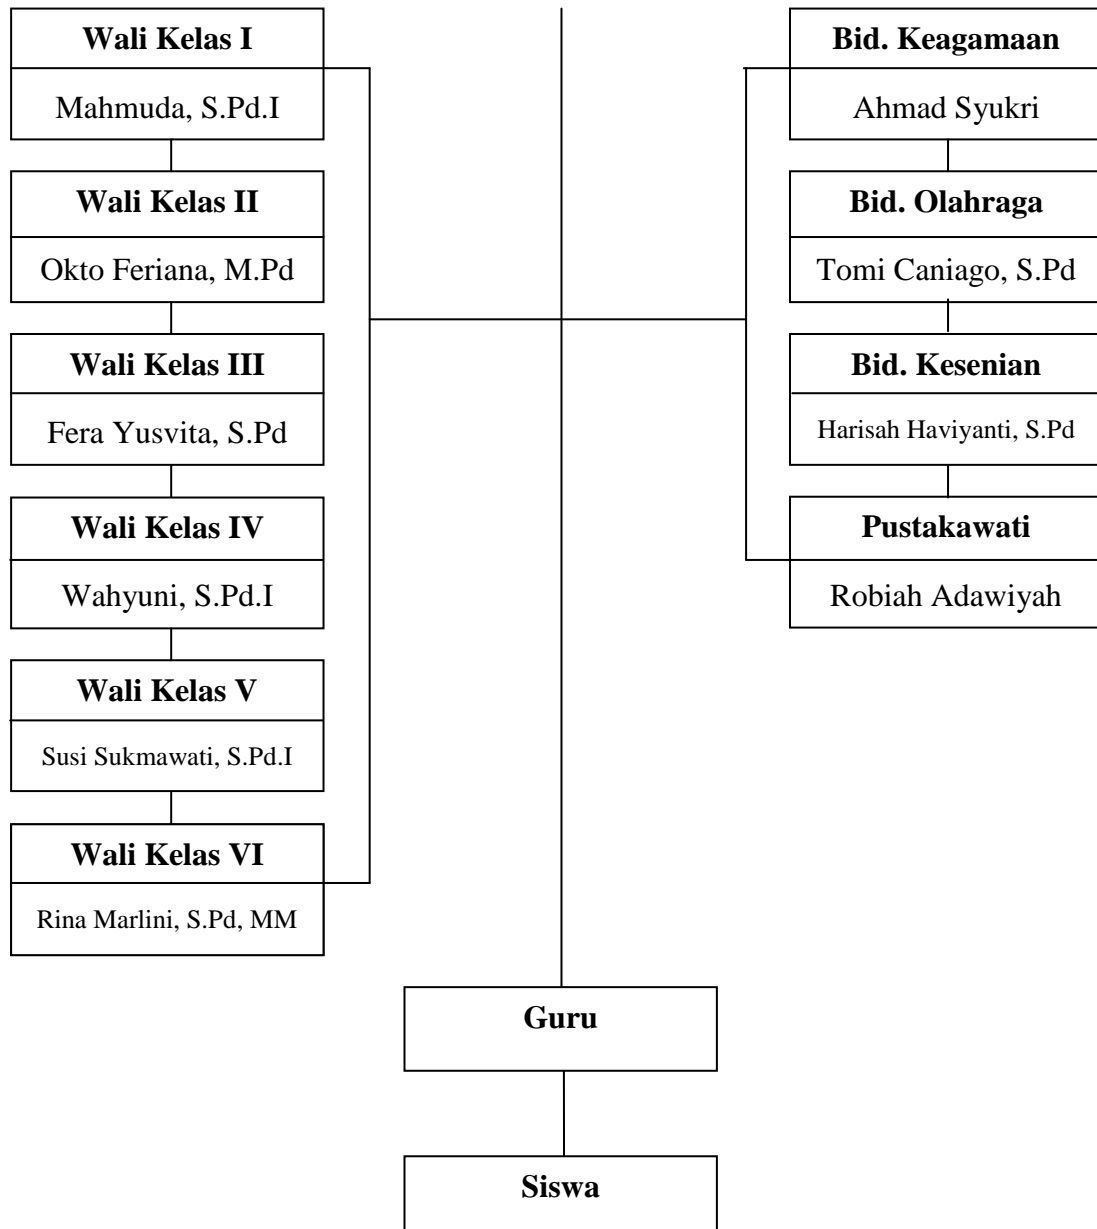 Wali Kelas I
Mahmuda, S.Pd.I
Wali Kelas II
Okto Feriana, M.Pd
Wali Kelas III
Fera Yusvita, S.Pd
Wali Kelas IV
Wahyuni, S.Pd.I
Wali Kelas V
Susi Sukmawati, S.Pd.I
Wali Kelas VI
Rina Marlini, S.Pd, MM
Bid. Keagamaan
Ahmad Syukri
Bid. Olahraga
Tomi Caniago, S.Pd
Bid. Kesenian
Harisah Haviyanti, S.Pd
Pustakawati
Robiah Adawiyah
Guru
Siswa